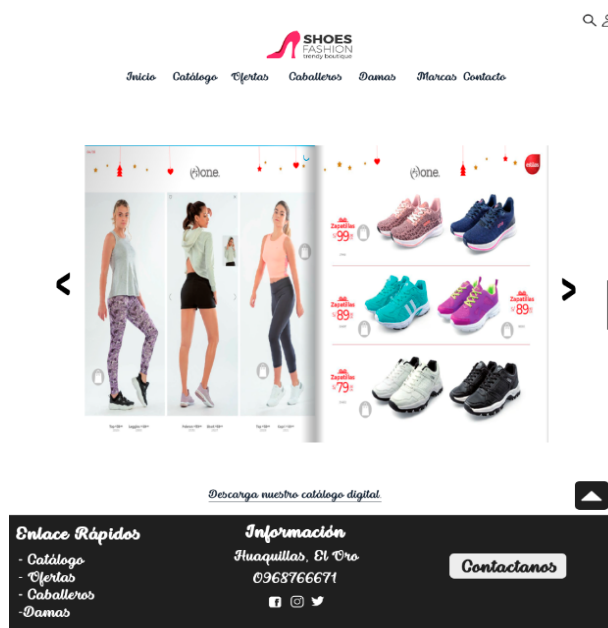 SHOES
FASHION
trendy boutique
Inicio Catálogo Ofertas Caballeros Damas Marcas Contacto
one. one.
Zapatillas
99
Zapatillas
89
Zapatillas
89
Zapatillas
79
Descarga nuestro catálogo digital.
Enlace Rápidos
- Catálogo
- Ofertas
- Caballeros
-Damas
Información
Huaquillas, El Oro
0968766671
Contactanos